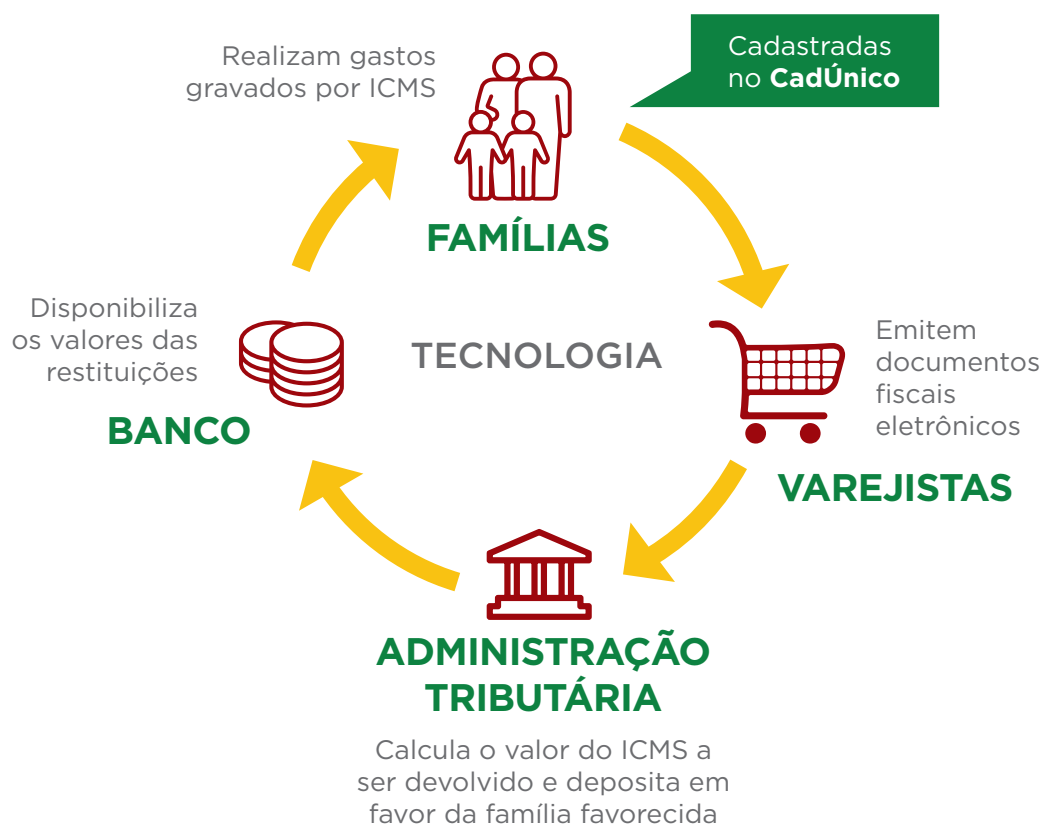 Realizam gastos
gravados por ICMS
Cadastradas
no CadÚnico
FAMÍLIAS
TECNOLOGIA
Emitem
documentos
fiscais
eletrônicos
VAREJISTAS
ADMINISTRAÇÃO
TRIBUTÁRIA
Calcula o valor do ICMS a
ser devolvido e deposita em
favor da família favorecida
Disponibiliza
os valores das
restituições
BANCO